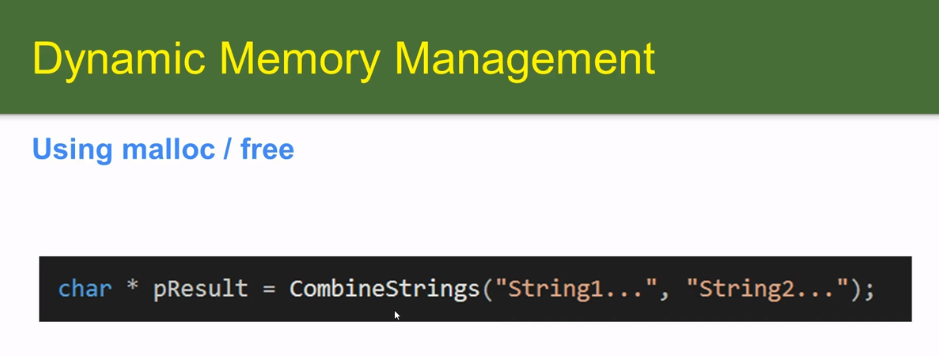 Dynamic Memory Management
Using malloc / free
char * pResult = CombineStrings("String1...", "String2...");